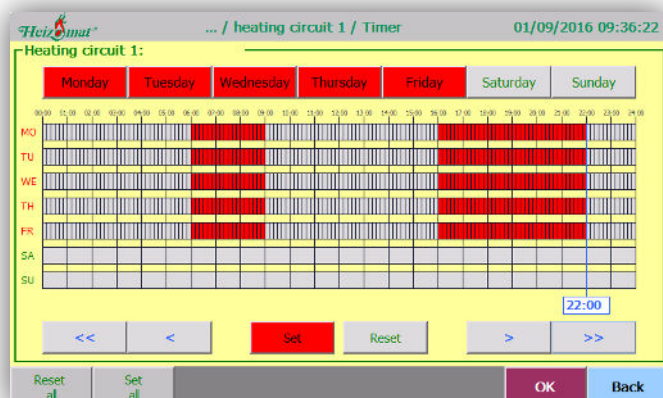 Heizomat ... / heating circuit 1 / Timer 01/09/2016 09:36:22
Heating circuit 1:
Monday Tuesday Wednesday Thursday Friday Saturday Sunday
00:00 01:00 02:00 03:00 04:00 05:00 06:00 07:00 08:00 09:00 10:00 11:00 12:00 13:00 14:00 15:00 16:00 17:00 18:00 19:00 20:00 21:00 22:00 23:00 24:00
MO
TU
WE
TH
FR
SA
SU
22:00
<< < Set Reset > >>
Reset Set
all all
OK Back